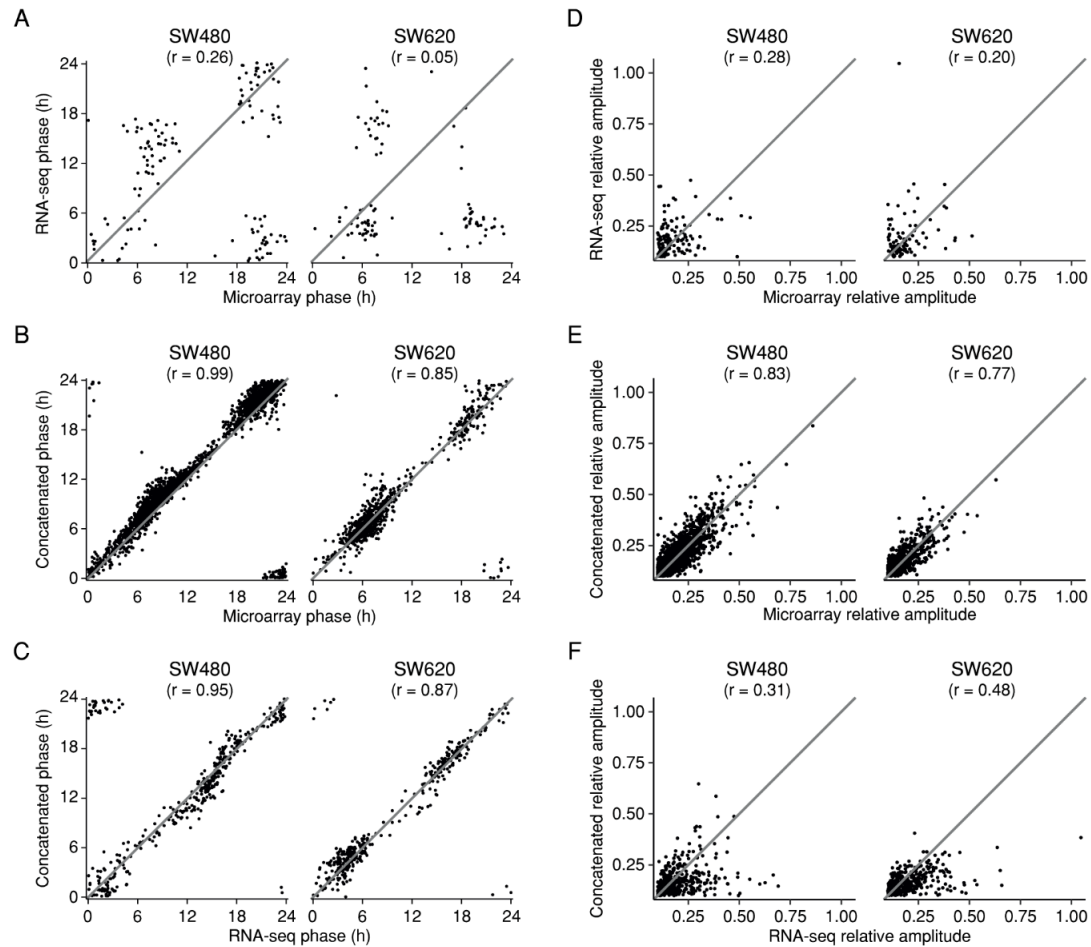 A
SW480
(r = 0.26)
SW620
(r = 0.05)
24
18
12
6
0
RNA-seq phase (h)
0 6 12 18 24
0 6 12 18 24
Microarray phase (h)
D
SW480
(r = 0.28)
SW620
(r = 0.20)
1.00
0.75
0.50
0.25
RNA-seq relative amplitude
0.25 0.50 0.75 1.00
0.25 0.50 0.75 1.00
Microarray relative amplitude
B
SW480
(r = 0.99)
SW620
(r = 0.85)
24
18
12
6
0
Concatenated phase (h)
0 6 12 18 24
0 6 12 18 24
Microarray phase (h)
E
SW480
(r = 0.83)
SW620
(r = 0.77)
1.00
0.75
0.50
0.25
Concatenated relative amplitude
0.25 0.50 0.75 1.00
0.25 0.50 0.75 1.00
Microarray relative amplitude
C
SW480
(r = 0.95)
SW620
(r = 0.87)
24
18
12
6
0
Concatenated phase (h)
0 6 12 18 24
0 6 12 18 24
RNA-seq phase (h)
F
SW480
(r = 0.31)
SW620
(r = 0.48)
1.00
0.75
0.50
0.25
Concatenated relative amplitude
0.25 0.50 0.75 1.00
0.25 0.50 0.75 1.00
RNA-seq relative amplitude